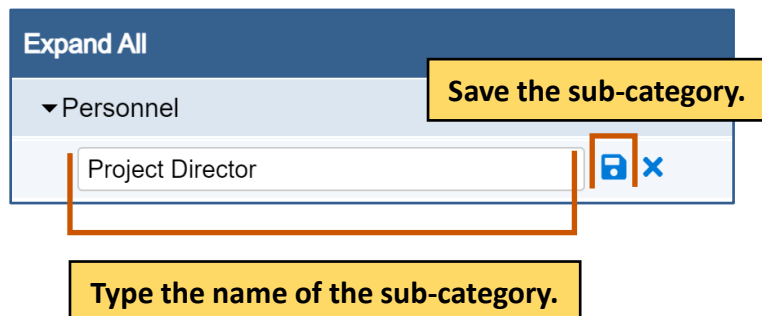 Expand All
Save the sub-category.
Personnel
Project Director
Type the name of the sub-category.